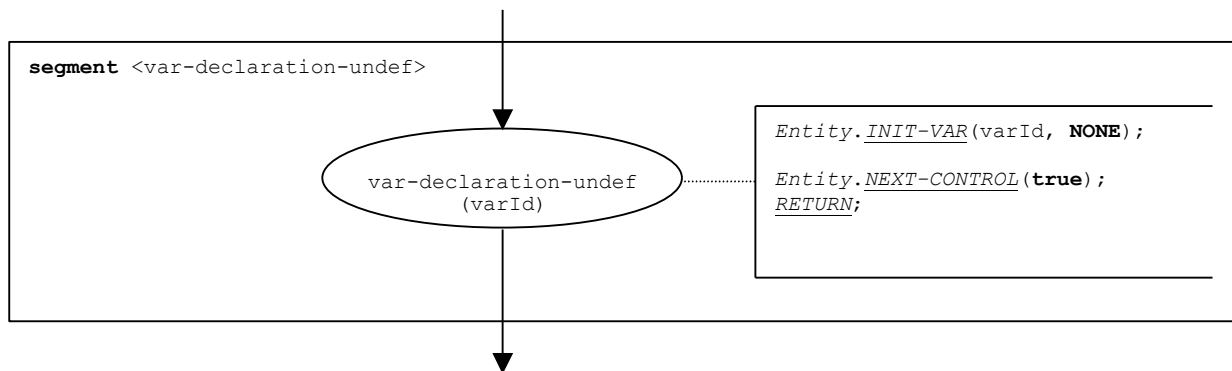 segment <var-declaration-undef>
var-declaration-undef
(varId)
Entity.INIT-VAR(varId, NONE);
Entity.NEXT-CONTROL(true);
RETURN;